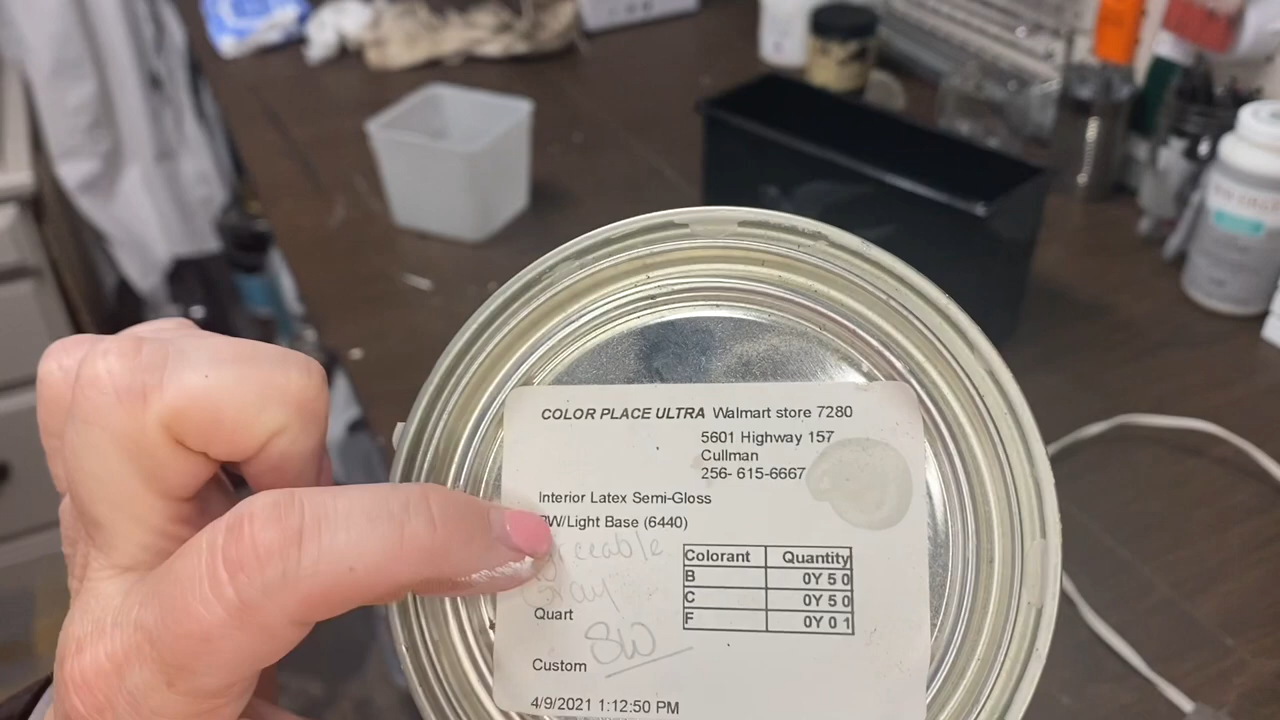 COLOR PLACE ULTRA Walmart store 7280
5601 Highway 157
Cullman
256- 615-6667
Interior Latex Semi-Gloss
/Light Base (6440)
Gray
Colorant Quantity
B 0Y 5 0
C 0Y 5 0
F 0Y 0 1
Quart
SW
Custom
4/9/2021 1:12:50 PM